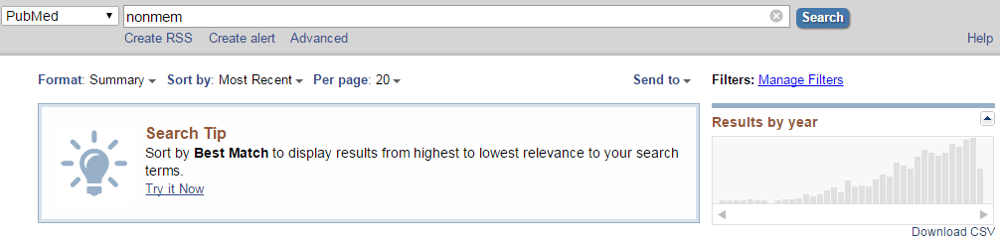 PubMed nonmem Search
Create RSS Create alert Advanced Help
Format: Summary Sort by: Most Recent Per page: 20 Send to Filters: Manage Filters
Search Tip
Sort by Best Match to display results from highest to lowest relevance to your search
terms.
Try it Now
Results by year
Download CSV